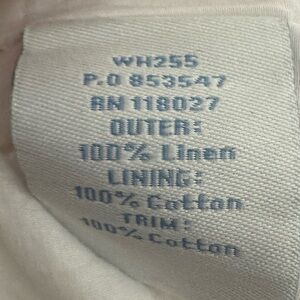 WH255
P.O 853547
RN 118027
OUTER:
100% Linen
LINING:
100% Cotton
TRIM:
100% Cotton